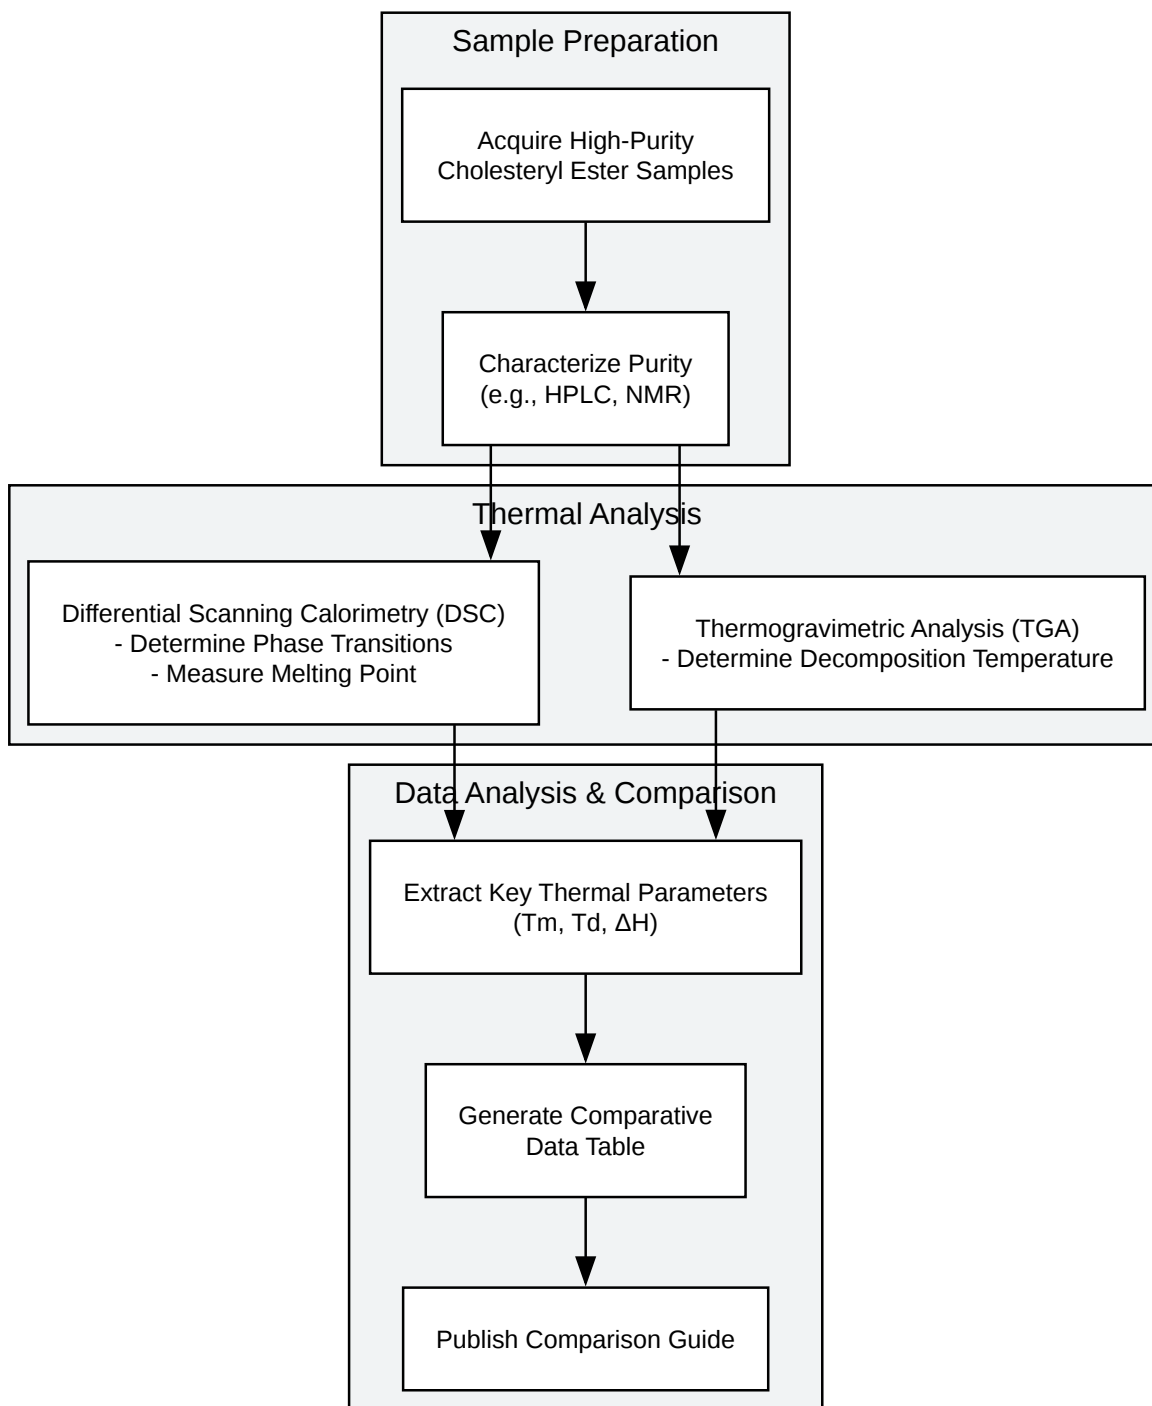 Sample Preparation
Acquire High-Purity
Cholesteryl Ester Samples
Characterize Purity
(e.g., HPLC, NMR)
Thermal Analysis
Differential Scanning Calorimetry (DSC)
- Determine Phase Transitions
- Measure Melting Point
Thermogravimetric Analysis (TGA)
- Determine Decomposition Temperature
Data Analysis & Comparison
Extract Key Thermal Parameters
(Tm, Td, ΔH)
Generate Comparative
Data Table
Publish Comparison Guide